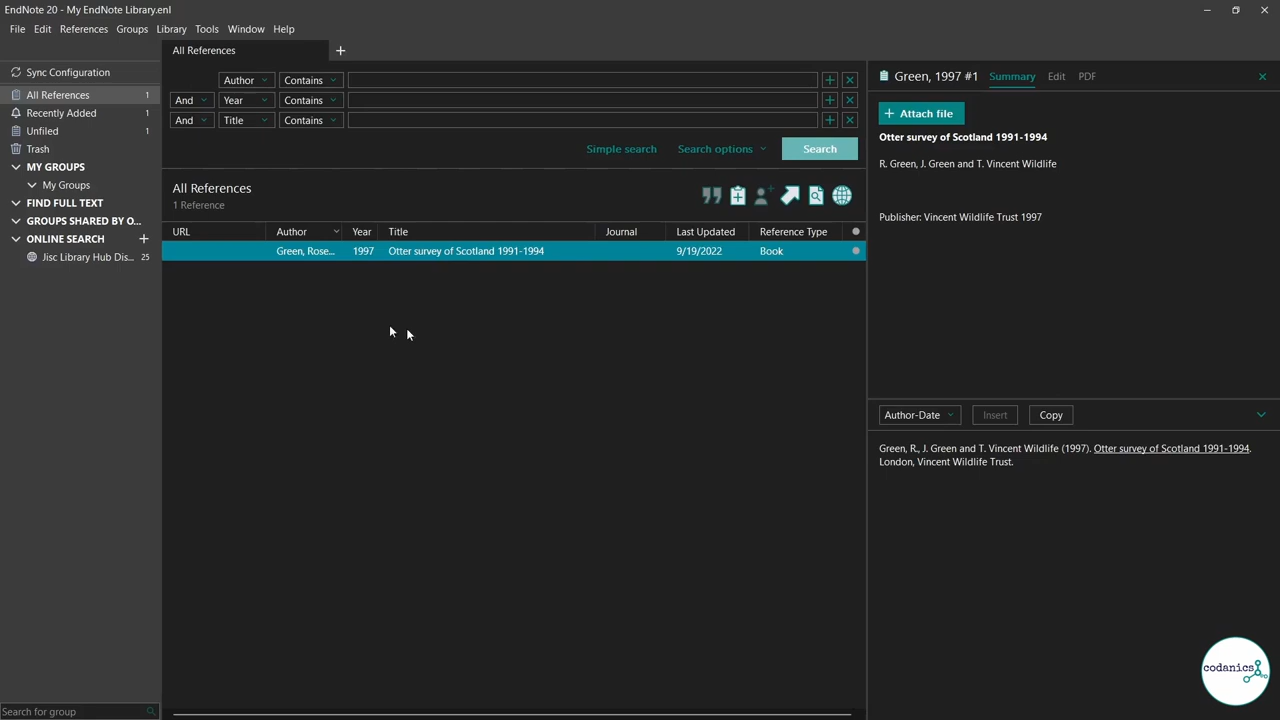 EndNote 20 - My EndNote Library.enl
File Edit References Groups Library Tools Window Help
All References
Sync Configuration
All References 1
Recently Added 1
Unfiled 1
Trash
MY GROUPS
My Groups
FIND FULL TEXT
GROUPS SHARED BY O...
ONLINE SEARCH
Jisc Library Hub Dis... 25
Search for group
Author Contains
And Year Contains
And Title Contains
Simple search Search options Search
All References
1 Reference
URL Author Year Title Journal Last Updated Reference Type
Green, Rose... 1997 Otter survey of Scotland 1991-1994 9/19/2022 Book
Green, 1997 #1 Summary Edit PDF
Attach file
Otter survey of Scotland 1991-1994
R. Green, J. Green and T. Vincent Wildlife
Publisher: Vincent Wildlife Trust 1997
Author-Date Insert Copy
Green, R., J. Green and T. Vincent Wildlife (1997). Otter survey of Scotland 1991-1994.
London, Vincent Wildlife Trust.
codanics